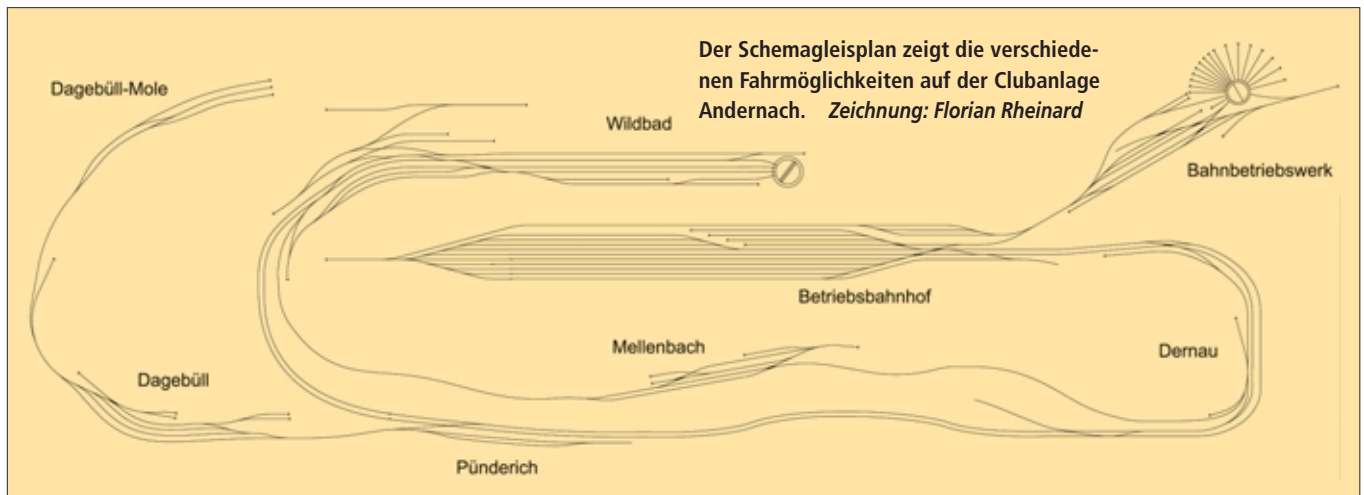 Der Schemagleisplan zeigt die verschiede-
nen Fahrmöglichkeiten auf der Clubanlage
Andernach. Zeichnung: Florian Rheinard
Dagebüll-Mole
Wildbad
Bahnbetriebswerk
Betriebsbahnhof
Mellenbach
Dernau
Dagebüll
Pünderich